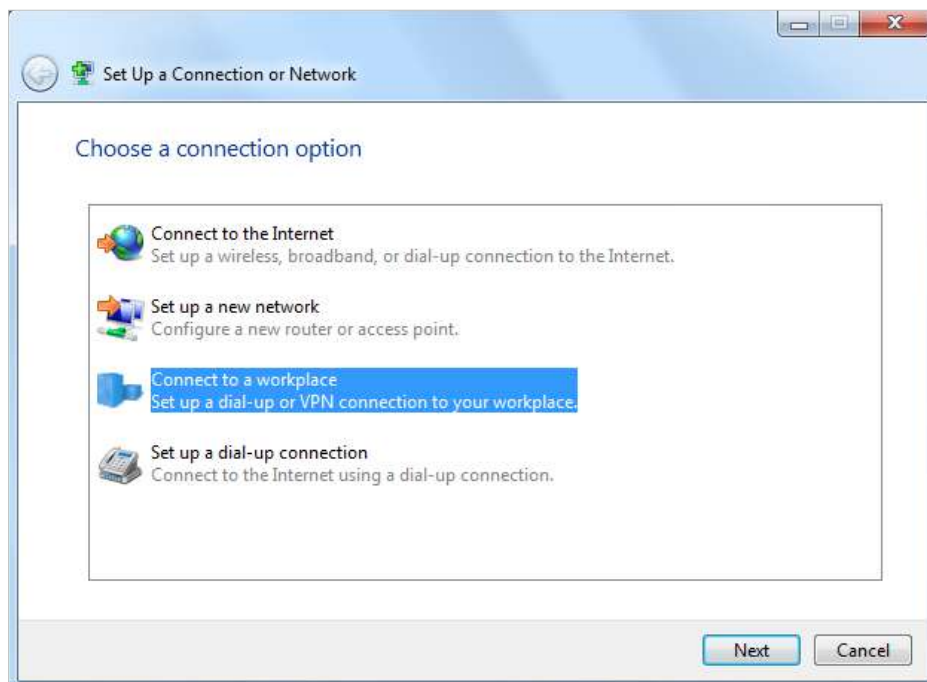 Set Up a Connection or Network
Choose a connection option
Connect to the Internet
Set up a wireless, broadband, or dial-up connection to the Internet.
Set up a new network
Configure a new router or access point.
Connect to a workplace
Set up a dial-up or VPN connection to your workplace.
Set up a dial-up connection
Connect to the Internet using a dial-up connection.
Next Cancel